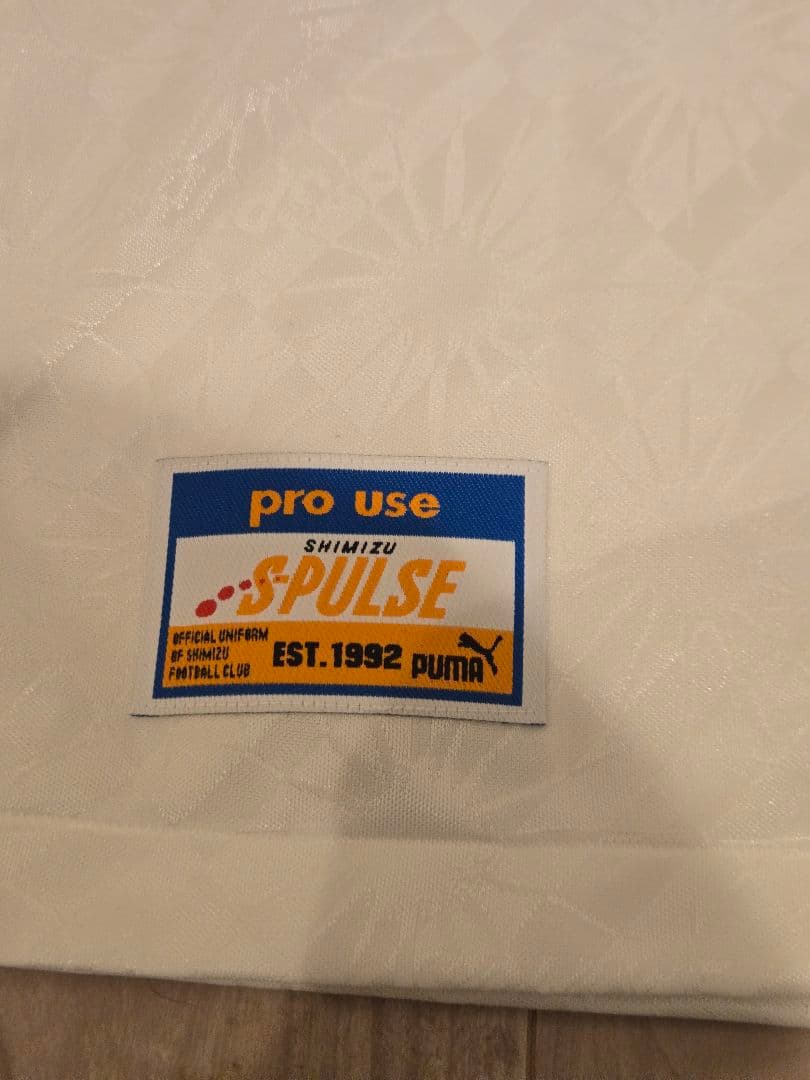 pro use
SHIMIZU
S-PULSE
OFFICIAL UNIFORM
OF SHIMIZU
FOOTBALL CLUB
EST.1992
PUMA